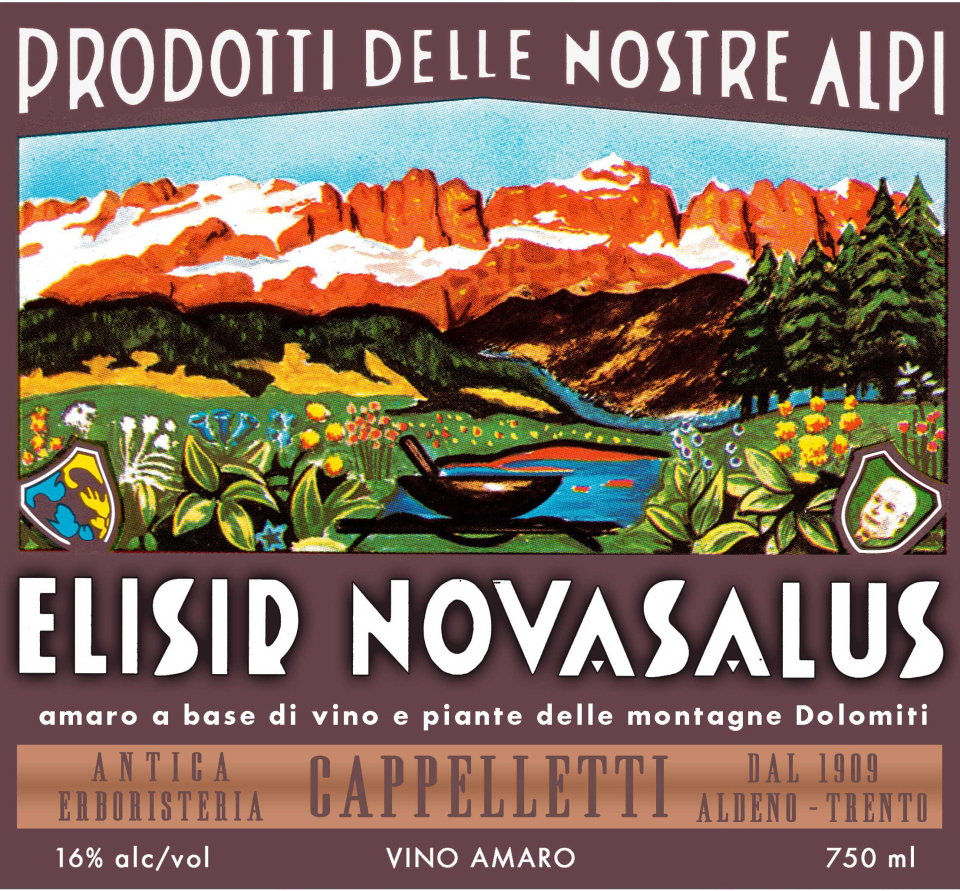 PRODOTTI DELLE NOSTRE ALPI
ELISIR NOVASALUS
amaro a base di vino e piante delle montagne Dolomiti
ANTICA ERBORISTERIA
CAPPELLETTI
DAL 1909
ALDENO - TRENTO
16% alc/vol VINO AMARO 750 ml